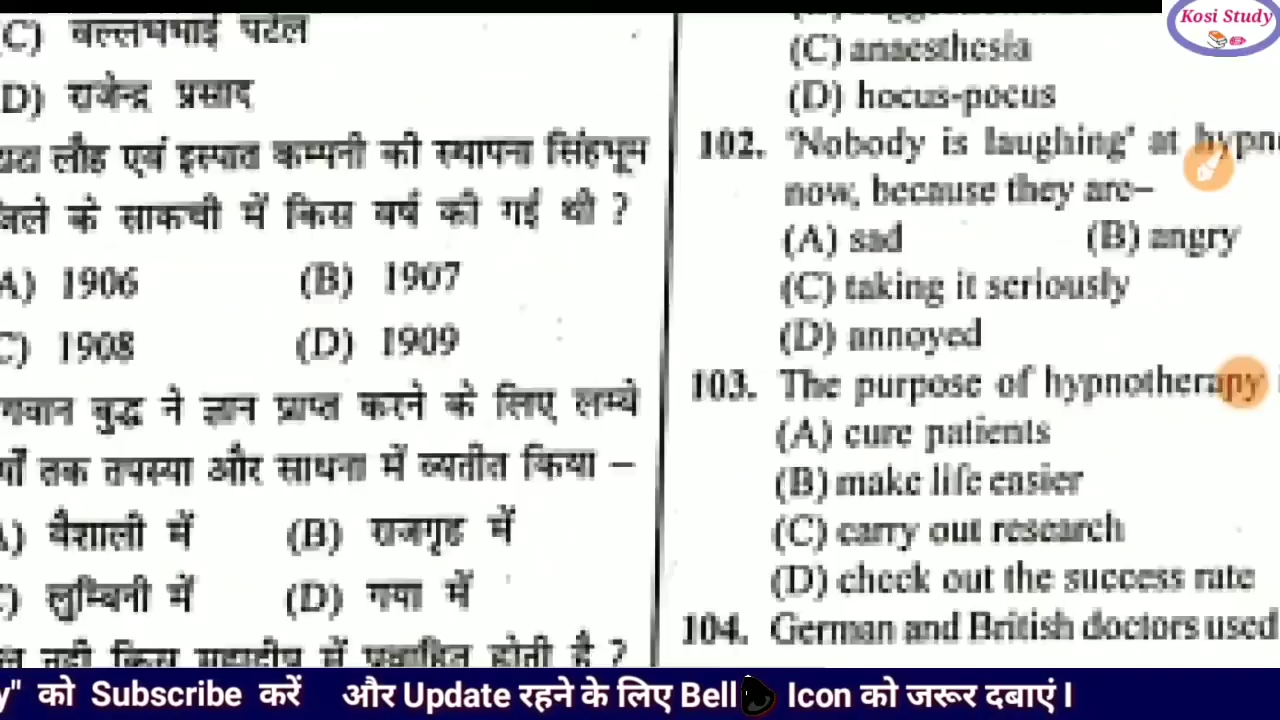 (C) वल्लभभाई पटेल
D) राजेन्द्र प्रसाद
लौह एवं इस्पात कम्पनी की स्थापना सिंहभूम
के साकची में किस वर्ष की गई थी ?
A) 1906 (B) 1907
C) 1908 (D) 1909
बुद्ध ने ज्ञान प्राप्त करने के लिए लम्बे
तक तपस्या और साधना में व्यतीत किया –
A) वैशाली में (B) राजगृह में
C) लुम्बिनी में (D) गया में
नदी किस महाद्वीप में प्रवाहित होती है ?
Kosi Study
(C) anaesthesia
(D) hocus-pocus
102. 'Nobody is laughing' at
now, because they are–
(A) sad (B) angry
(C) taking it seriously
(D) annoyed
103. The purpose of hypnotherapy
(A) cure patients
(B) make life easier
(C) carry out research
(D) check out the success rate
104. German and British doctors used
y" को Subscribe करें और Update रहने के लिए Bell Icon को जरूर दबाएं।